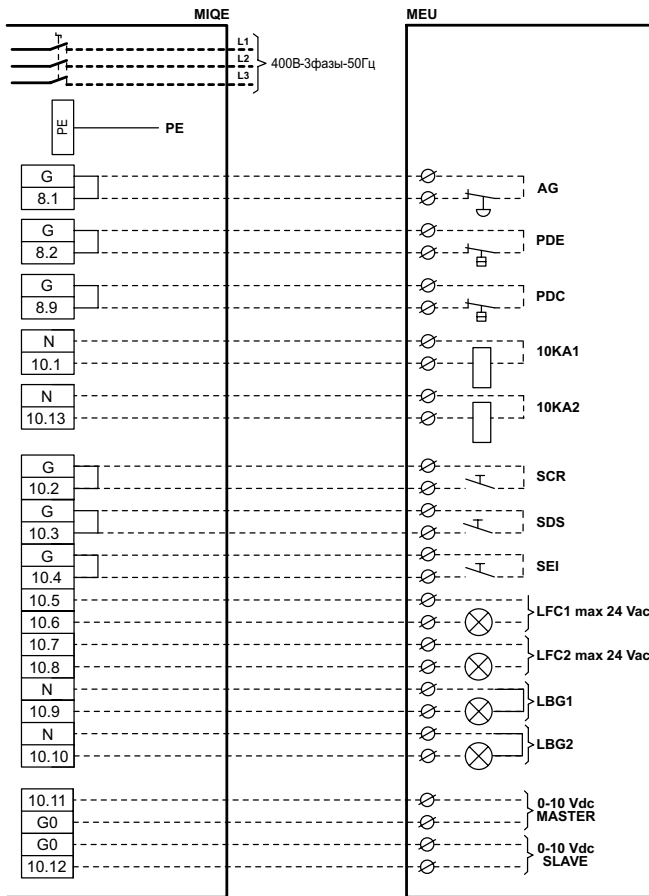 MIQE MEU
L1
L2
L3
400В-3фазы-50Гц
PE
PE
G
8.1
AG
G
8.2
PDE
G
8.9
PDC
N
10.1
10KA1
N
10.13
10KA2
G
10.2
SCR
G
10.3
SDS
G
10.4
SEI
10.5
10.6
LFC1 max 24 Vac
10.7
10.8
LFC2 max 24 Vac
N
10.9
LBG1
N
10.10
LBG2
10.11
G0
0-10 Vdc
MASTER
G0
10.12
0-10 Vdc
SLAVE